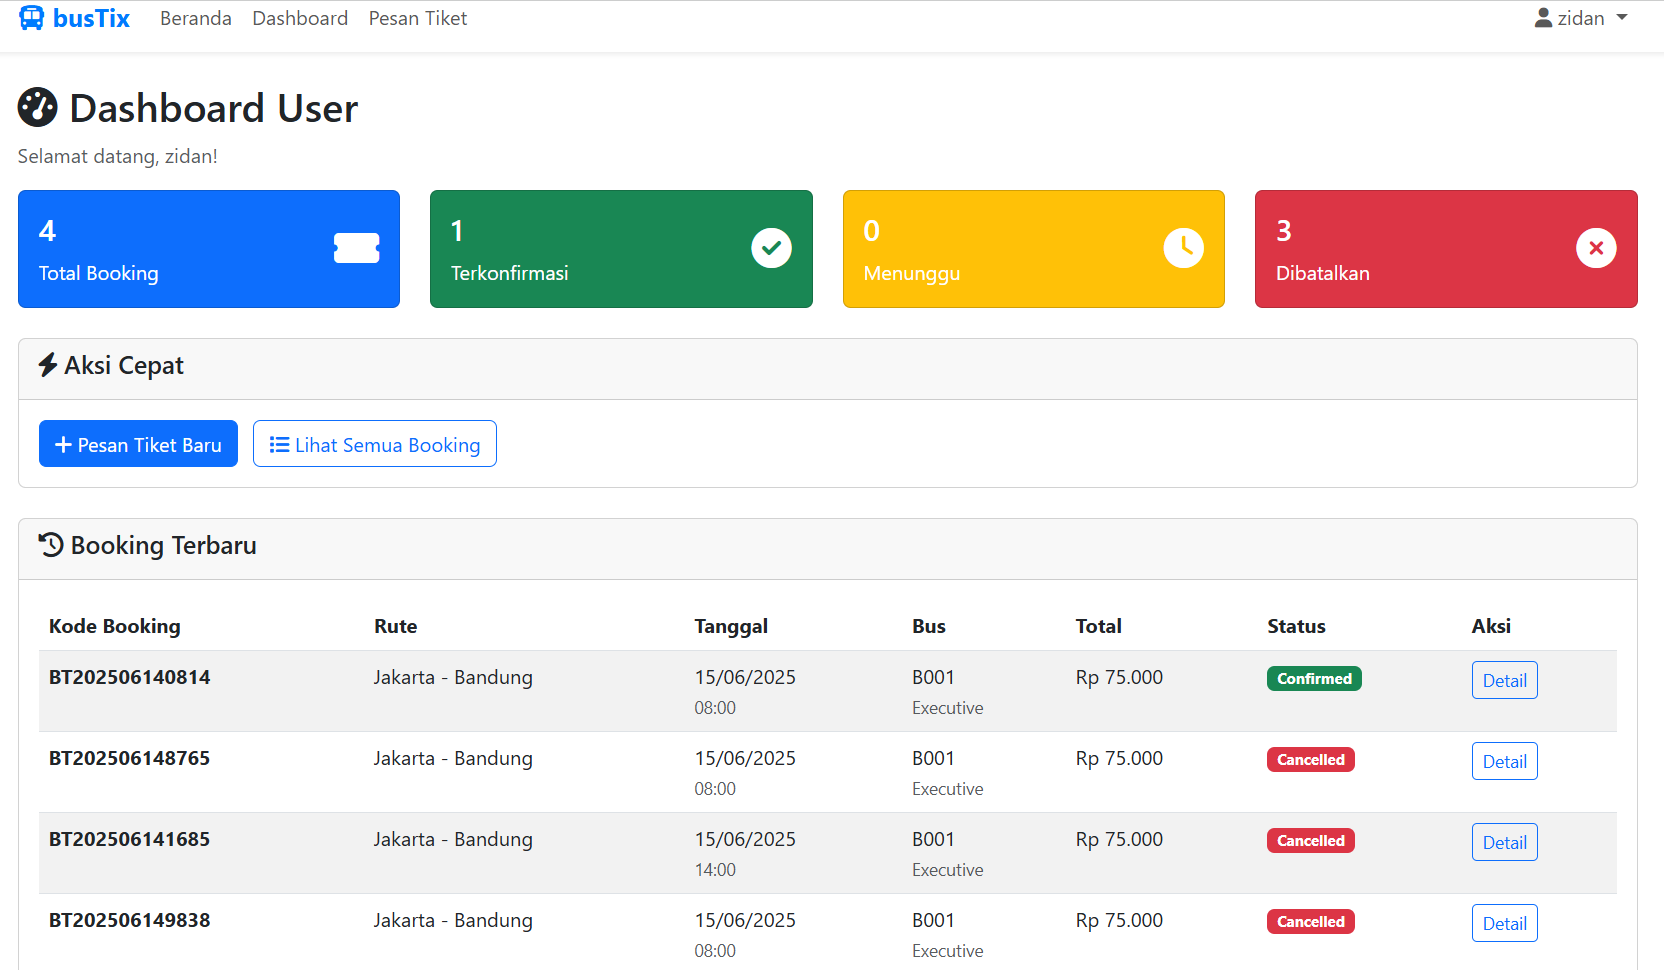 busTix Beranda Dashboard Pesan Tiket zidan
Dashboard User
Selamat datang, zidan!
4
Total Booking
1
Terkonfirmasi
0
Menunggu
3
Dibatalkan
Aksi Cepat
Pesan Tiket Baru Lihat Semua Booking
Booking Terbaru
Kode Booking Rute Tanggal Bus Total Status Aksi
BT202506140814 Jakarta - Bandung 15/06/2025 B001 Rp 75.000 Confirmed Detail
08:00 Executive
BT202506148765 Jakarta - Bandung 15/06/2025 B001 Rp 75.000 Cancelled Detail
08:00 Executive
BT202506141685 Jakarta - Bandung 15/06/2025 B001 Rp 75.000 Cancelled Detail
14:00 Executive
BT202506149838 Jakarta - Bandung 15/06/2025 B001 Rp 75.000 Cancelled Detail
08:00 Executive